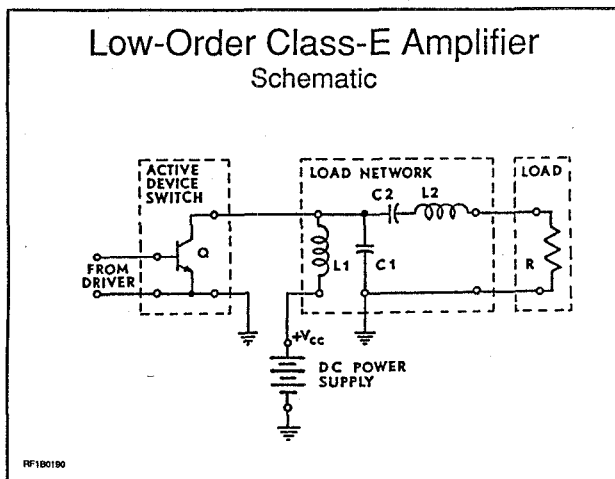 Low-Order Class-E Amplifier
Schematic
ACTIVE
DEVICE
SWITCH
LOAD NETWORK
LOAD
C2
L2
Q
L1
C1
R
FROM
DRIVER
+Vcc
DC POWER
SUPPLY
RF1B0190